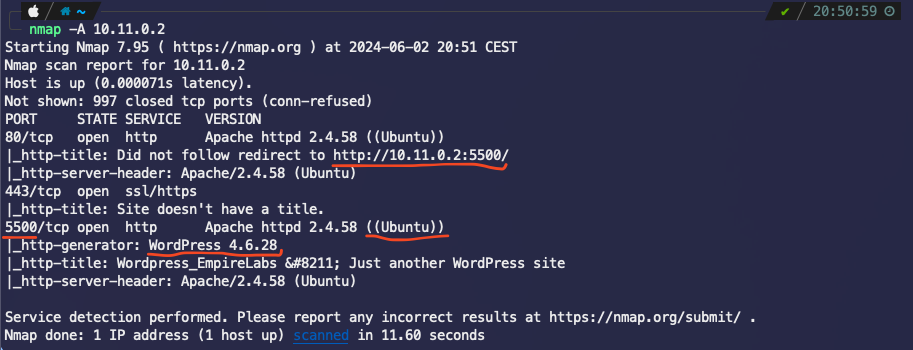 ~ ✔ 20:50:59
nmap -A 10.11.0.2
Starting Nmap 7.95 ( https://nmap.org ) at 2024-06-02 20:51 CEST
Nmap scan report for 10.11.0.2
Host is up (0.000071s latency).
Not shown: 997 closed tcp ports (conn-refused)
PORT     STATE SERVICE   VERSION
80/tcp   open  http      Apache httpd 2.4.58 ((Ubuntu))
|_http-title: Did not follow redirect to http://10.11.0.2:5500/
|_http-server-header: Apache/2.4.58 (Ubuntu)
443/tcp  open  ssl/https
|_http-title: Site doesn't have a title.
5500/tcp open  http      Apache httpd 2.4.58 ((Ubuntu))
|_http-generator: WordPress 4.6.28
|_http-title: Wordpress_EmpireLabs &#8211; Just another WordPress site
|_http-server-header: Apache/2.4.58 (Ubuntu)
Service detection performed. Please report any incorrect results at https://nmap.org/submit/ .
Nmap done: 1 IP address (1 host up) scanned in 11.60 seconds